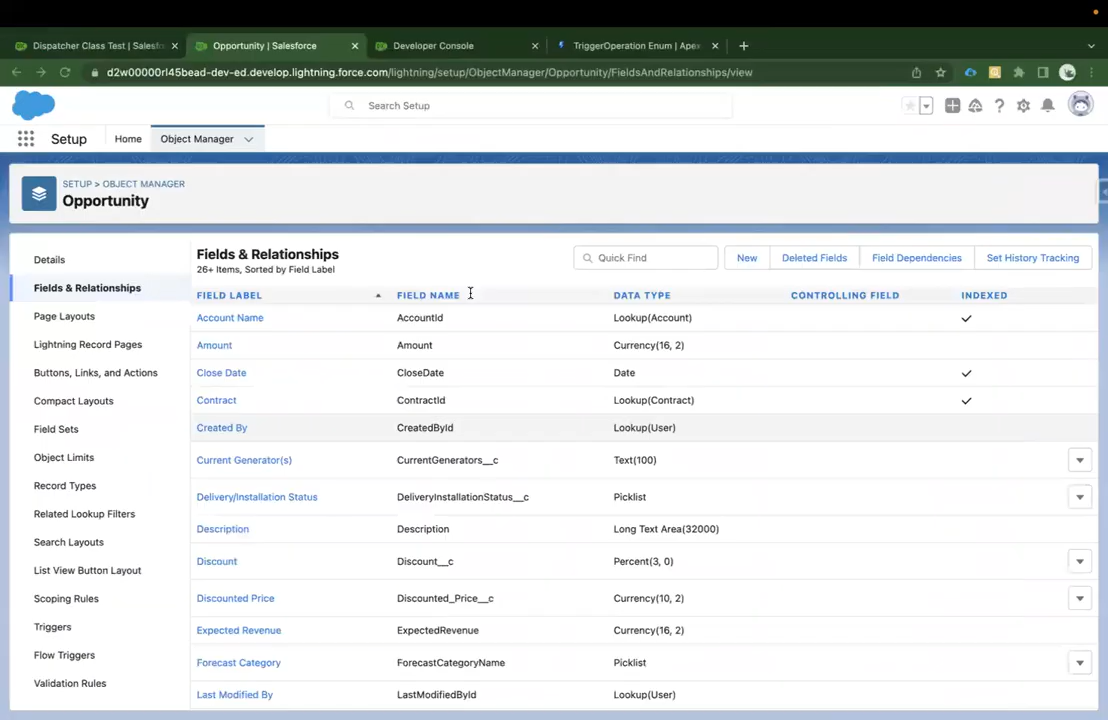 Dispatcher Class Test | Salesfo
Opportunity | Salesforce
Developer Console
TriggerOperation Enum | Apex
d2w00000rl45bead-dev-ed.develop.lightning.force.com/lightning/setup/ObjectManager/Opportunity/FieldsAndRelationships/view
Search Setup
Setup
Home
Object Manager
SETUP > OBJECT MANAGER
Opportunity
Details
Fields & Relationships
Page Layouts
Lightning Record Pages
Buttons, Links, and Actions
Compact Layouts
Field Sets
Object Limits
Record Types
Related Lookup Filters
Search Layouts
List View Button Layout
Scoping Rules
Triggers
Flow Triggers
Validation Rules
Fields & Relationships
26+ Items, Sorted by Field Label
Quick Find
New
Deleted Fields
Field Dependencies
Set History Tracking
FIELD LABEL FIELD NAME DATA TYPE CONTROLLING FIELD INDEXED
Account Name AccountId Lookup(Account)
Amount Amount Currency(16, 2)
Close Date CloseDate Date
Contract ContractId Lookup(Contract)
Created By CreatedById Lookup(User)
Current Generator(s) CurrentGenerators__c Text(100)
Delivery/Installation Status DeliveryInstallationStatus__c Picklist
Description Description Long Text Area(32000)
Discount Discount__c Percent(3, 0)
Discounted Price Discounted_Price__c Currency(10, 2)
Expected Revenue ExpectedRevenue Currency(16, 2)
Forecast Category ForecastCategoryName Picklist
Last Modified By LastModifiedById Lookup(User)